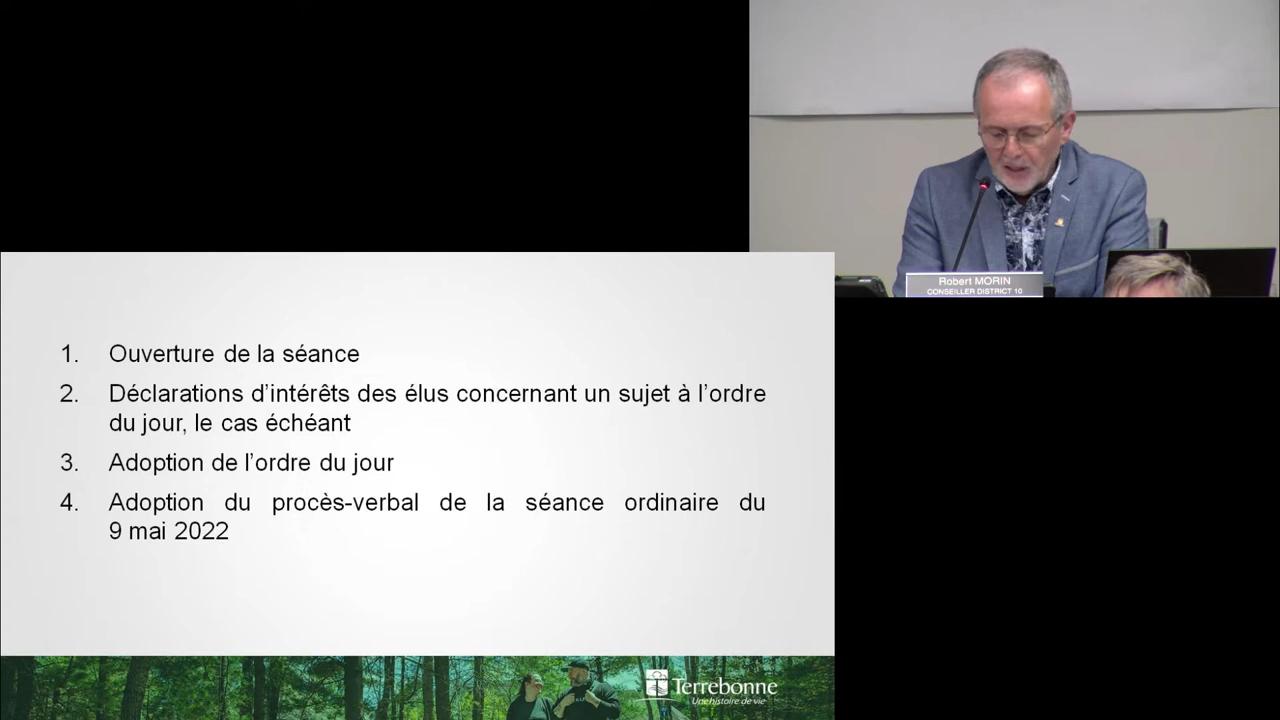 Robert MORIN
CONSEILLER DISTRICT 10
1. Ouverture de la séance
2. Déclarations d'intérêts des élus concernant un sujet à l'ordre
du jour, le cas échéant
3. Adoption de l'ordre du jour
4. Adoption du procès-verbal de la séance ordinaire du
9 mai 2022
Terrebonne
Une histoire de vie